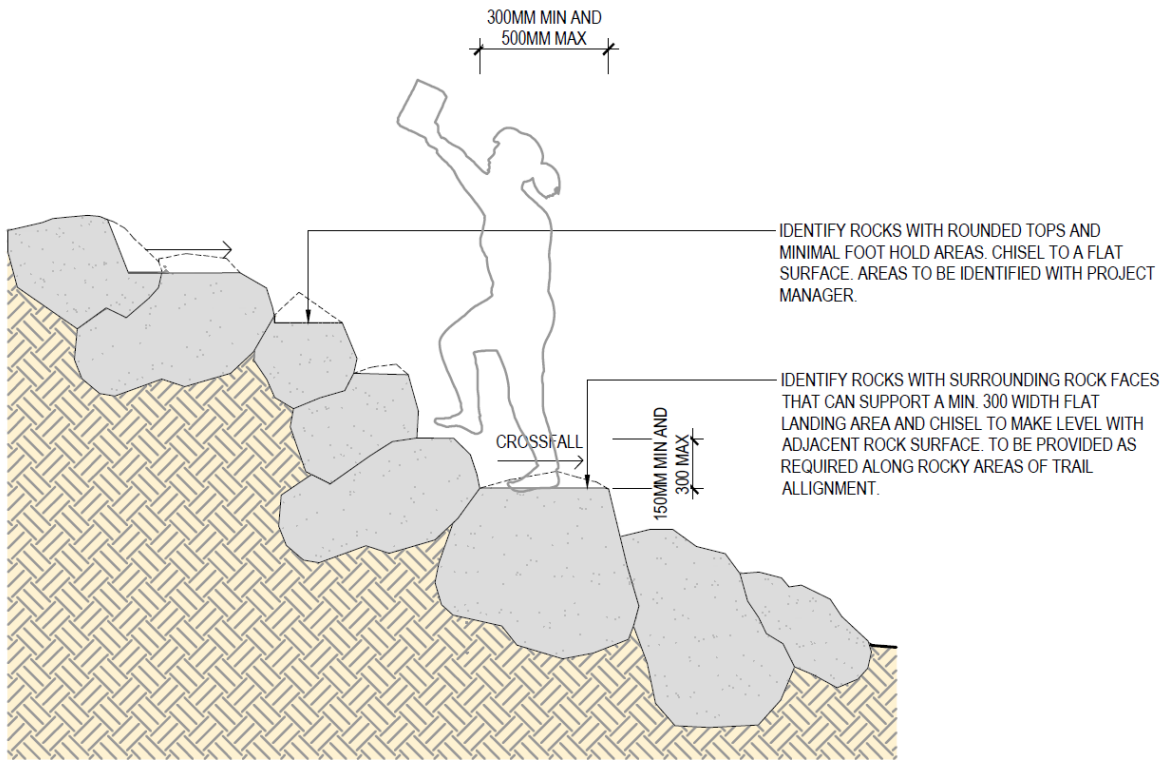 300MM MIN AND
500MM MAX
IDENTIFY ROCKS WITH ROUNDED TOPS AND
MINIMAL FOOT HOLD AREAS. CHISEL TO A FLAT
SURFACE. AREAS TO BE IDENTIFIED WITH PROJECT
MANAGER.
IDENTIFY ROCKS WITH SURROUNDING ROCK FACES
THAT CAN SUPPORT A MIN. 300 WIDTH FLAT
LANDING AREA AND CHISEL TO MAKE LEVEL WITH
ADJACENT ROCK SURFACE. TO BE PROVIDED AS
REQUIRED ALONG ROCKY AREAS OF TRAIL
ALLIGNMENT.
CROSSFALL
150MM MIN AND
300 MAX